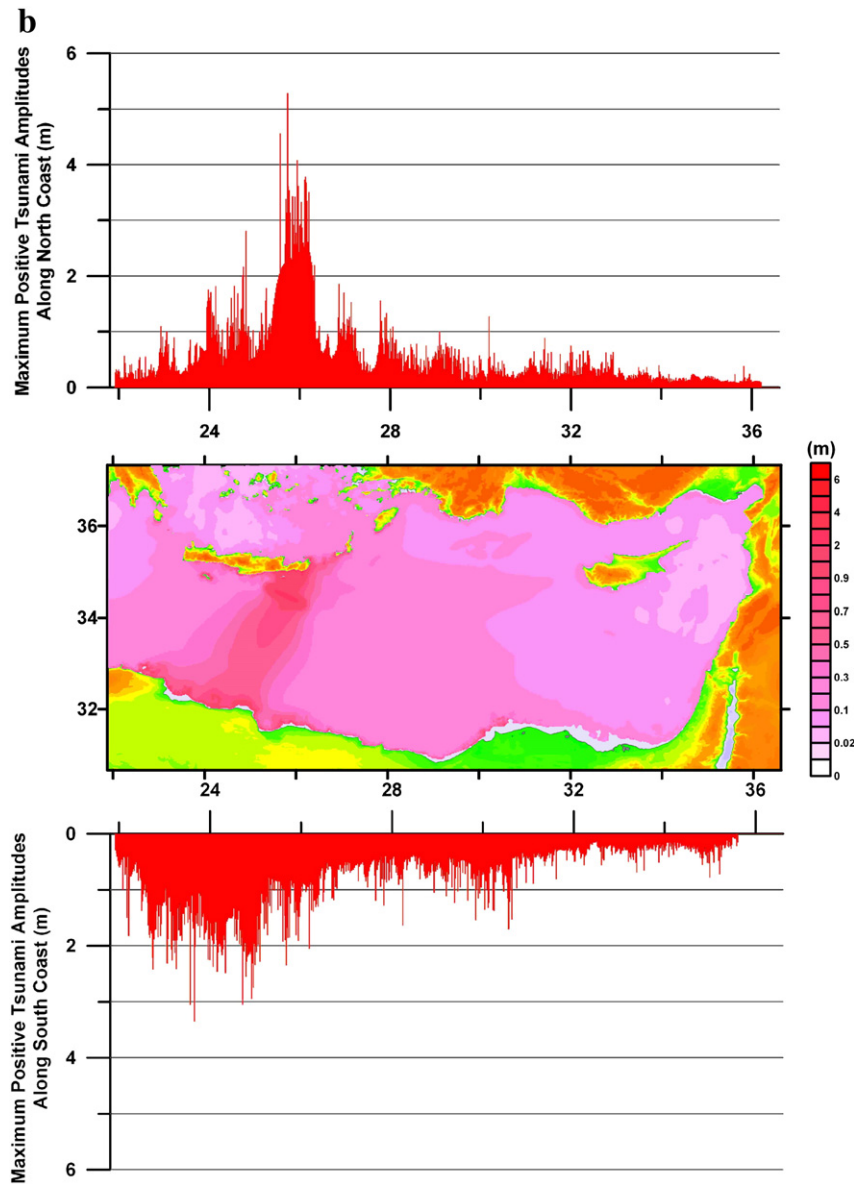 b
Maximum Positive Tsunami Amplitudes
Along North Coast (m)
6
4
2
0
24 28 32 36
(m)
6
4
2
0.9
0.7
0.5
0.3
0.1
0.02
0
36
34
32
24 28 32 36
Maximum Positive Tsunami Amplitudes
Along South Coast (m)
0
2
4
6